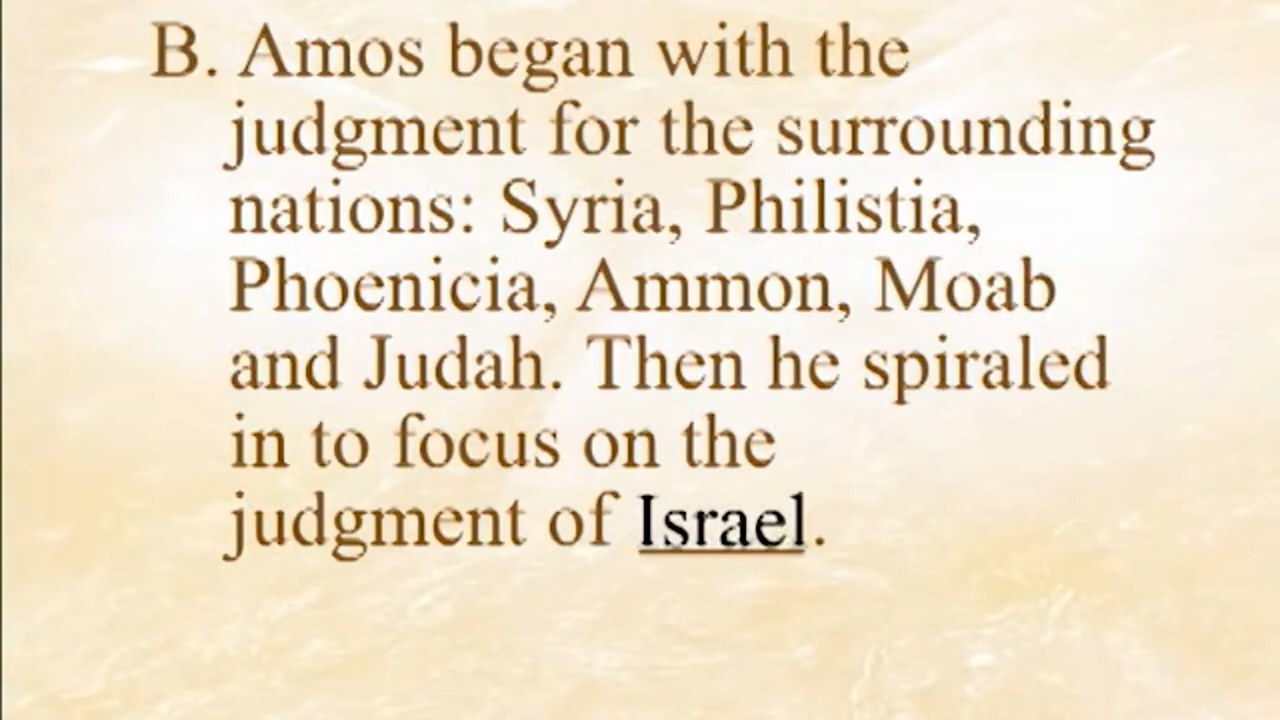 B. Amos began with the
judgment for the surrounding
nations: Syria, Philistia,
Phoenicia, Ammon, Moab
and Judah. Then he spiraled
in to focus on the
judgment of Israel.